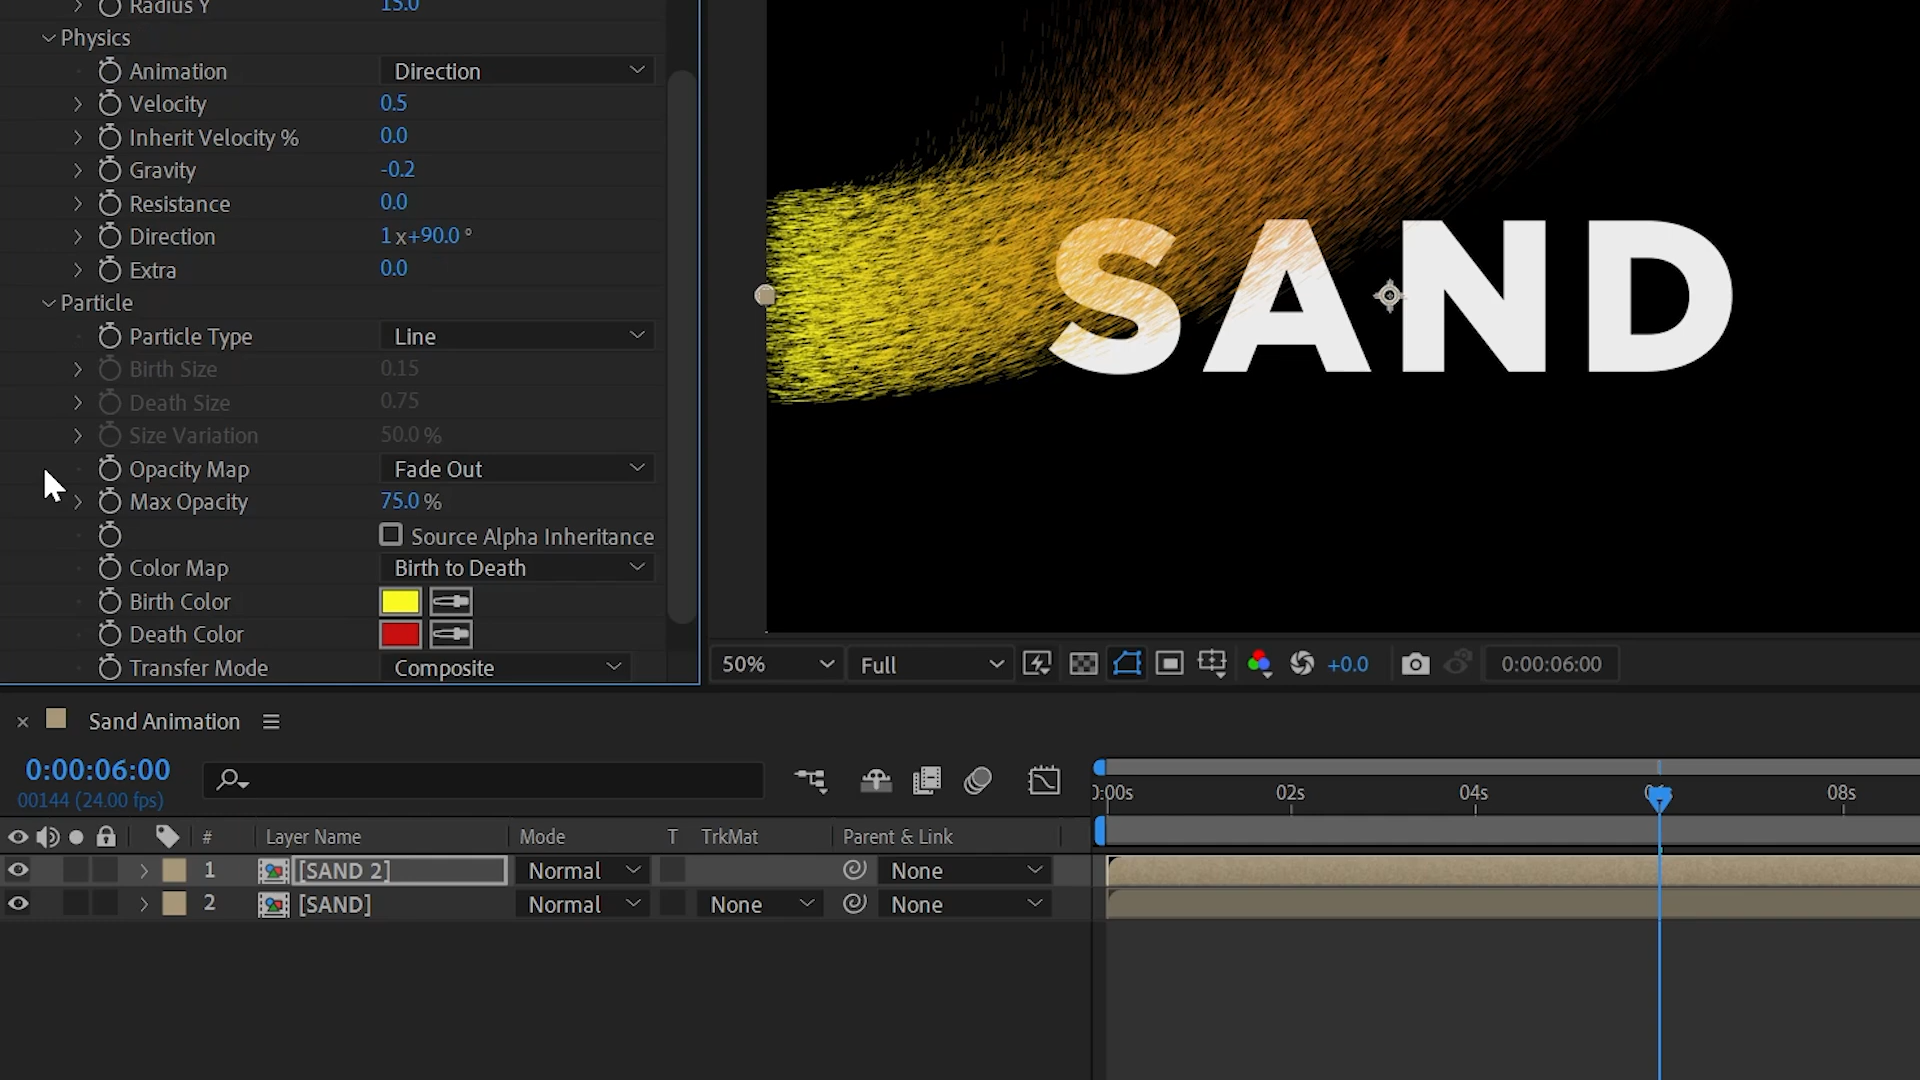 Radius Y 15.0
Physics
Animation Direction
Velocity 0.5
Inherit Velocity % 0.0
Gravity -0.2
Resistance 0.0
Direction 1x+90.0°
Extra 0.0
Particle
Particle Type Line
Birth Size 0.15
Death Size 0.75
Size Variation 50.0 %
Opacity Map Fade Out
Max Opacity 75.0 %
Source Alpha Inheritance
Color Map Birth to Death
Birth Color
Death Color
Transfer Mode Composite
SAND
50% Full +0.0 0:00:06:00
Sand Animation
0:00:06:00
00144 (24.00 fps)
0:00s 02s 04s 06s 08s
# Layer Name Mode T TrkMat Parent & Link
1 [SAND 2] Normal None
2 [SAND] Normal None None